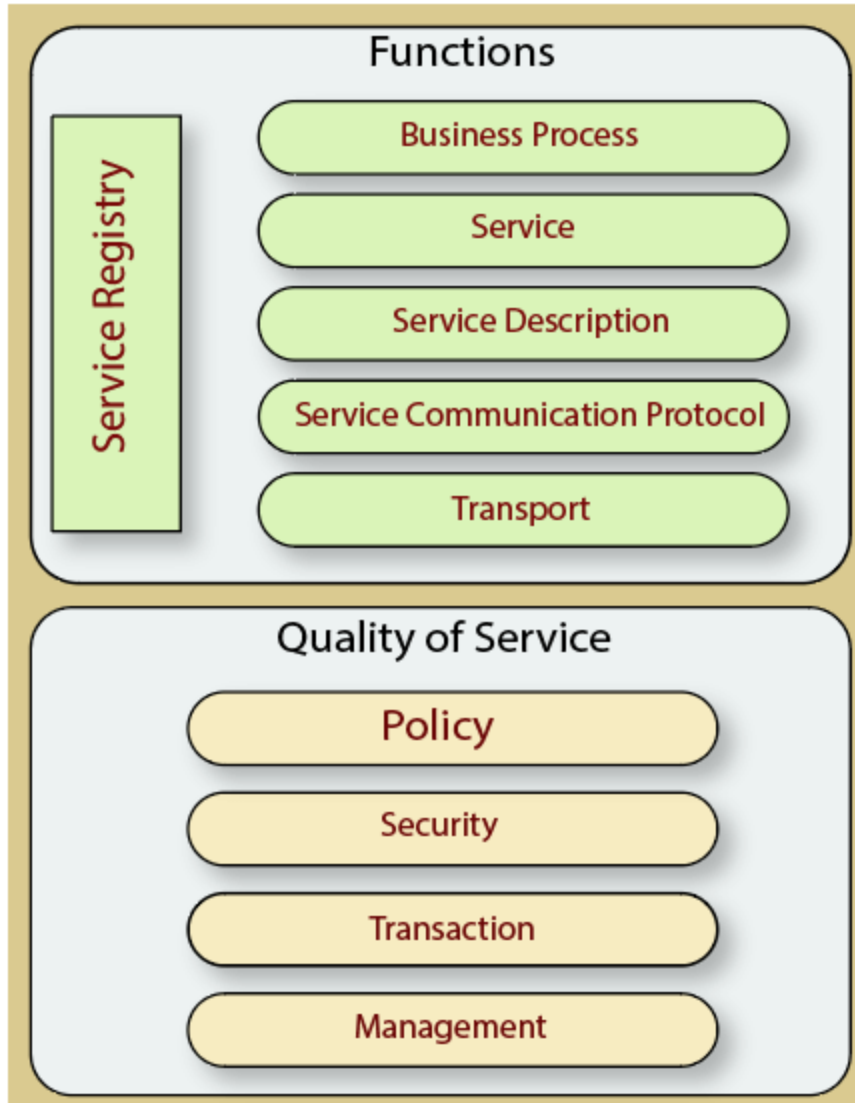 Functions
Service Registry
Business Process
Service
Service Description
Service Communication Protocol
Transport
Quality of Service
Policy
Security
Transaction
Management